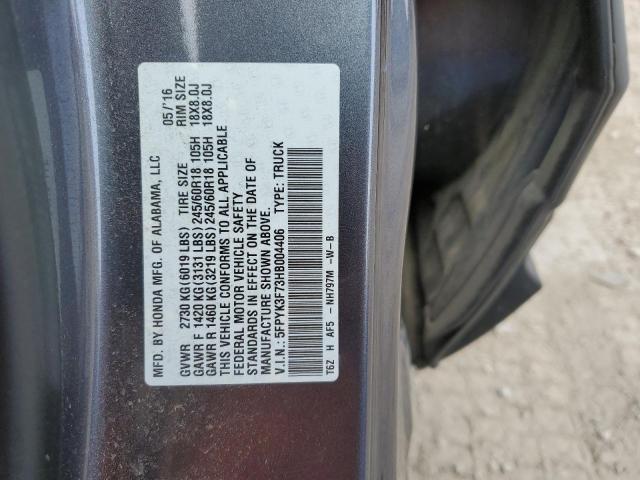 MFD. BY HONDA MFG. OF ALABAMA, LLC 05/'16
GVWR 2730 KG(6019 LBS) TIRE SIZE RIM SIZE
GAWR F 1420 KG(3131 LBS) 245/60R18 105H 18X8.0J
GAWR R 1460 KG(3219 LBS) 245/60R18 105H 18X8.0J
THIS VEHICLE CONFORMS TO ALL APPLICABLE
FEDERAL MOTOR VEHICLE SAFETY
STANDARDS IN EFFECT ON THE DATE OF
MANUFACTURE SHOWN ABOVE.
V.I.N.: 5FPYK3F73HB004406 TYPE: TRUCK
T6Z H AF5 - NH797M -W-B